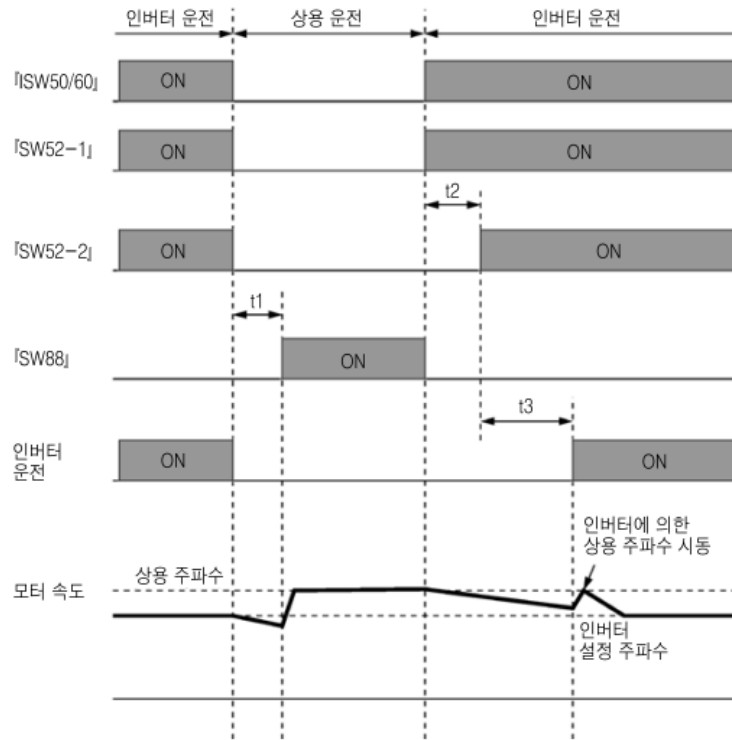 인버터 운전 상용 운전 인버터 운전
『ISW50/60』 ON ON
『SW52-1』 ON ON
t2
『SW52-2』 ON ON
t1
『SW88』 ON
t3
인버터
운전
ON ON
인버터에 의한
상용 주파수 시동
상용 주파수
모터 속도
인버터
설정 주파수